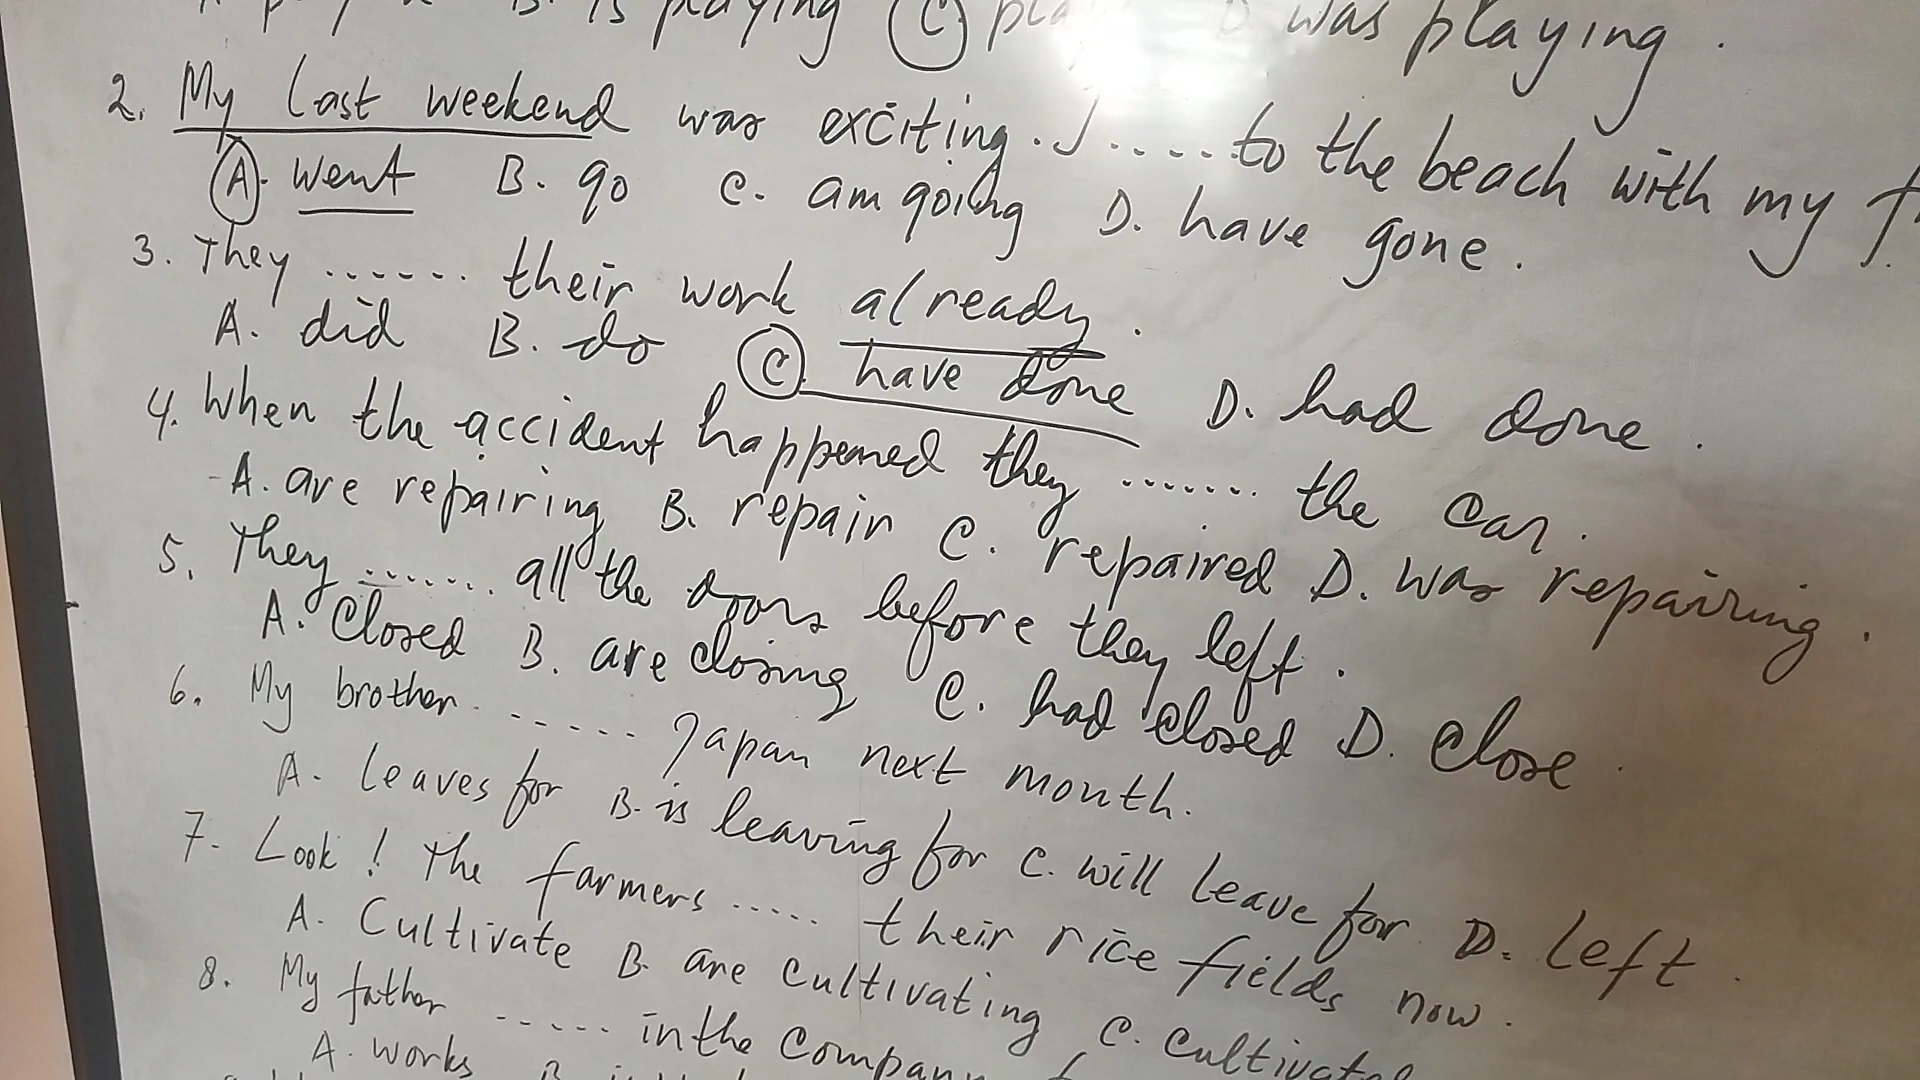 B. is playing C D was playing.
2. My last weekend was exciting. I .... to the beach with my
A. went B. go C. am going D. have gone.
3. They ...... their work already.
A. did B. do C. have done D. had done.
4. When the accident happened they ....... the car.
A. are repairing B. repair C. repaired D. was repairing.
5. They ....... all the doors before they left.
A. Closed B. are closing C. had closed D. Close
6. My brother ...... Japan next month.
A. leaves for B. is leaving for C. will leave for D. left.
7. Look! The farmers ..... their rice fields now.
A. Cultivate B. are cultivating C.
8. My father ..... in the company
A. works B.